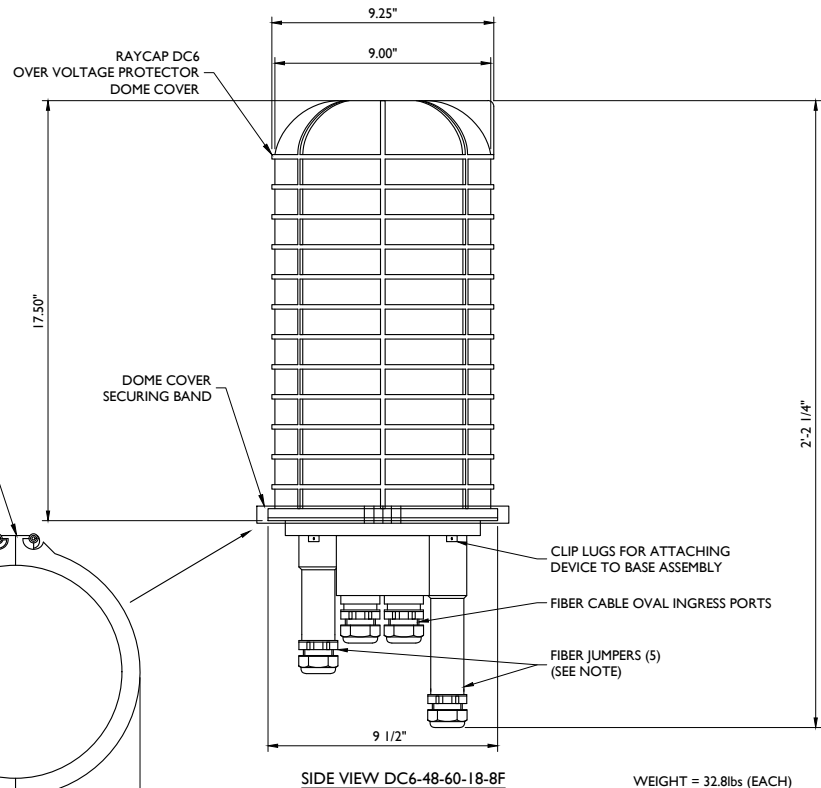 9.25"
9.00"
RAYCAP DC6
OVER VOLTAGE PROTECTOR
DOME COVER
17.50"
DOME COVER
SECURING BAND
2'-2 1/4"
CLIP LUGS FOR ATTACHING
DEVICE TO BASE ASSEMBLY
FIBER CABLE OVAL INGRESS PORTS
FIBER JUMPERS (5)
(SEE NOTE)
9 1/2"
SIDE VIEW DC6-48-60-18-8F
WEIGHT = 32.8lbs (EACH)